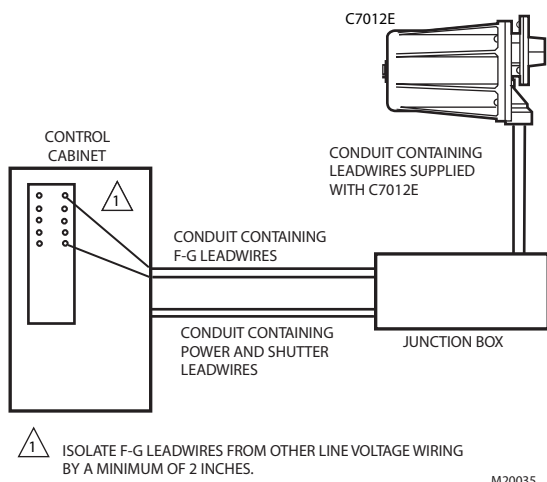 C7012E
CONTROL
CABINET
1
CONDUIT CONTAINING
LEADWIRES SUPPLIED
WITH C7012E
CONDUIT CONTAINING
F-G LEADWIRES
CONDUIT CONTAINING
POWER AND SHUTTER
LEADWIRES
JUNCTION BOX
1 ISOLATE F-G LEADWIRES FROM OTHER LINE VOLTAGE WIRING
BY A MINIMUM OF 2 INCHES.
M20035